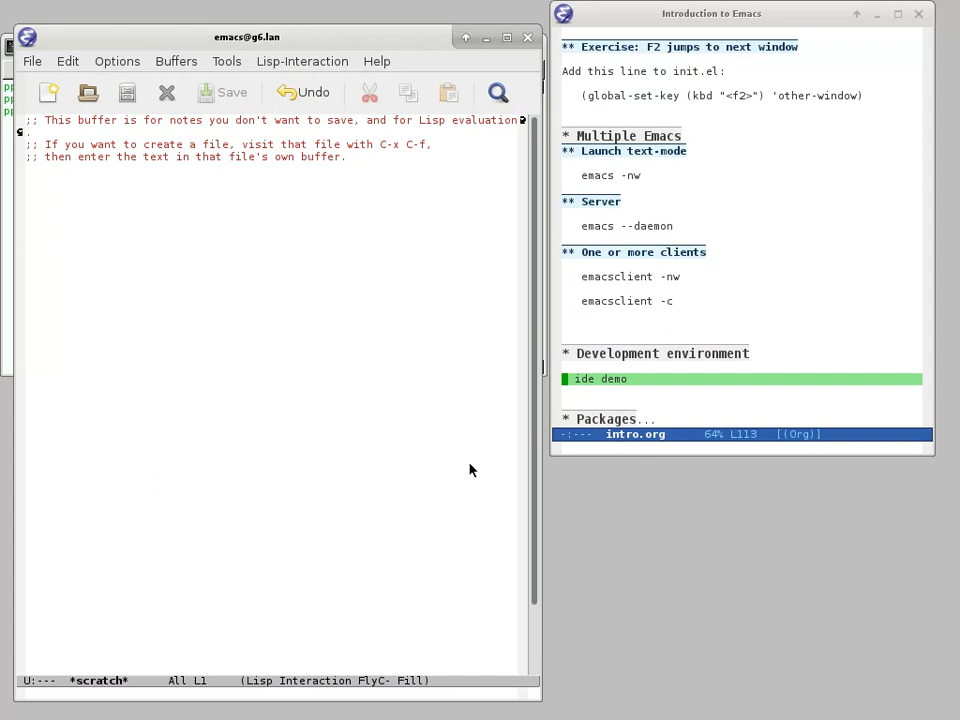 emacs@g6.lan
File Edit Options Buffers Tools Lisp-Interaction Help
Save Undo
;; This buffer is for notes you don't want to save, and for Lisp evaluation
.
;; If you want to create a file, visit that file with C-x C-f,
;; then enter the text in that file's own buffer.
U:--- *scratch* All L1 (Lisp Interaction FlyC- Fill)
Introduction to Emacs
** Exercise: F2 jumps to next window
Add this line to init.el:
(global-set-key (kbd "<f2>") 'other-window)
* Multiple Emacs
** Launch text-mode
emacs -nw
** Server
emacs --daemon
** One or more clients
emacsclient -nw
emacsclient -c
* Development environment
ide demo
* Packages...
-:--- intro.org 64% L113 [(Org)]